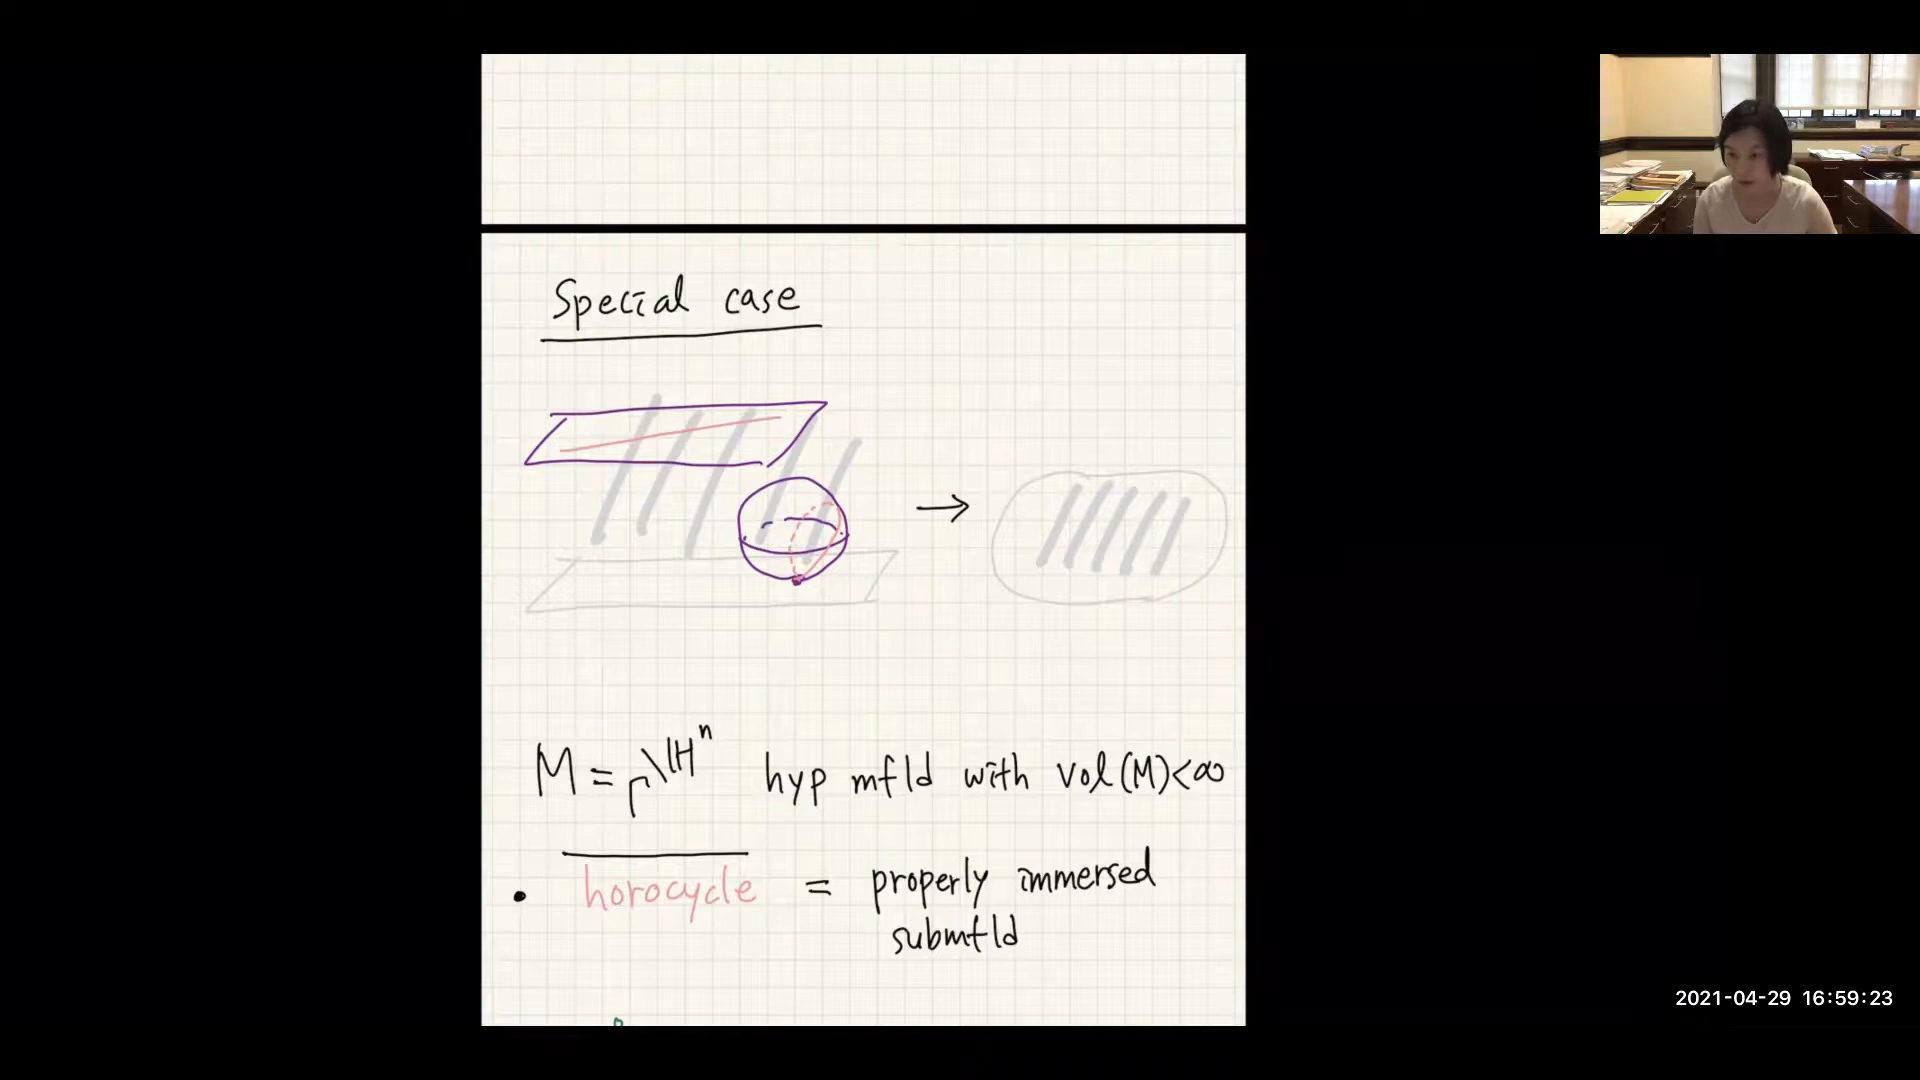 Special case
M = Γ\ℍⁿ hyp mfld with vol(M)<∞
• horocycle = properly immersed
submfld
2021-04-29 16:59:23